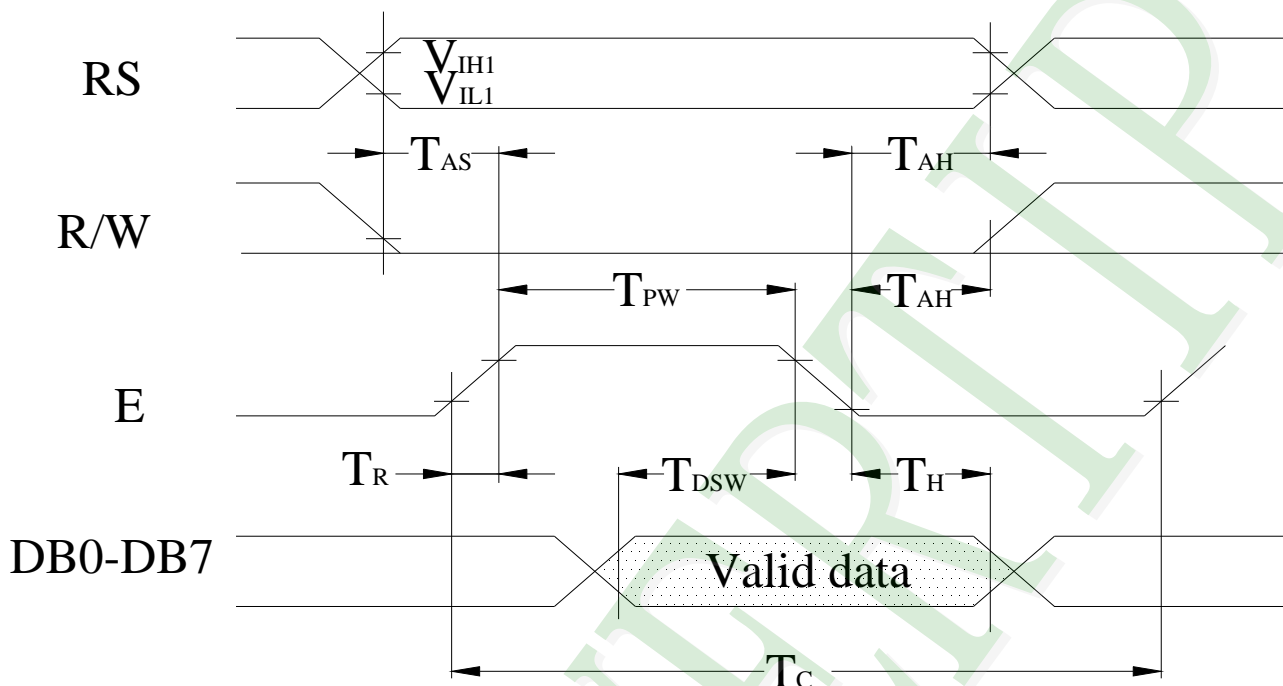 RS
VIH1
VIL1
TAS
TAH
R/W
TPW
TAH
E
TR
TDSW
TH
DB0-DB7
Valid data
TC